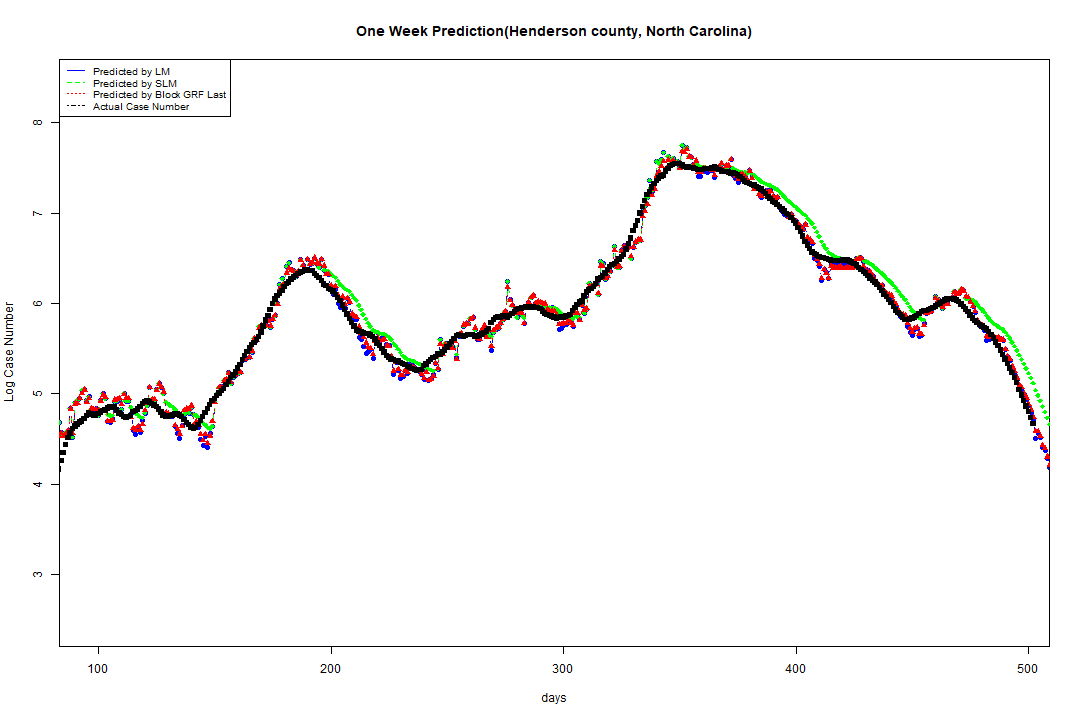 One Week Prediction(Henderson county, North Carolina)
Predicted by LM
Predicted by SLM
Predicted by Block GRF Last
Actual Case Number
8
7
6
5
4
3
Log Case Number
100 200 300 400 500
days